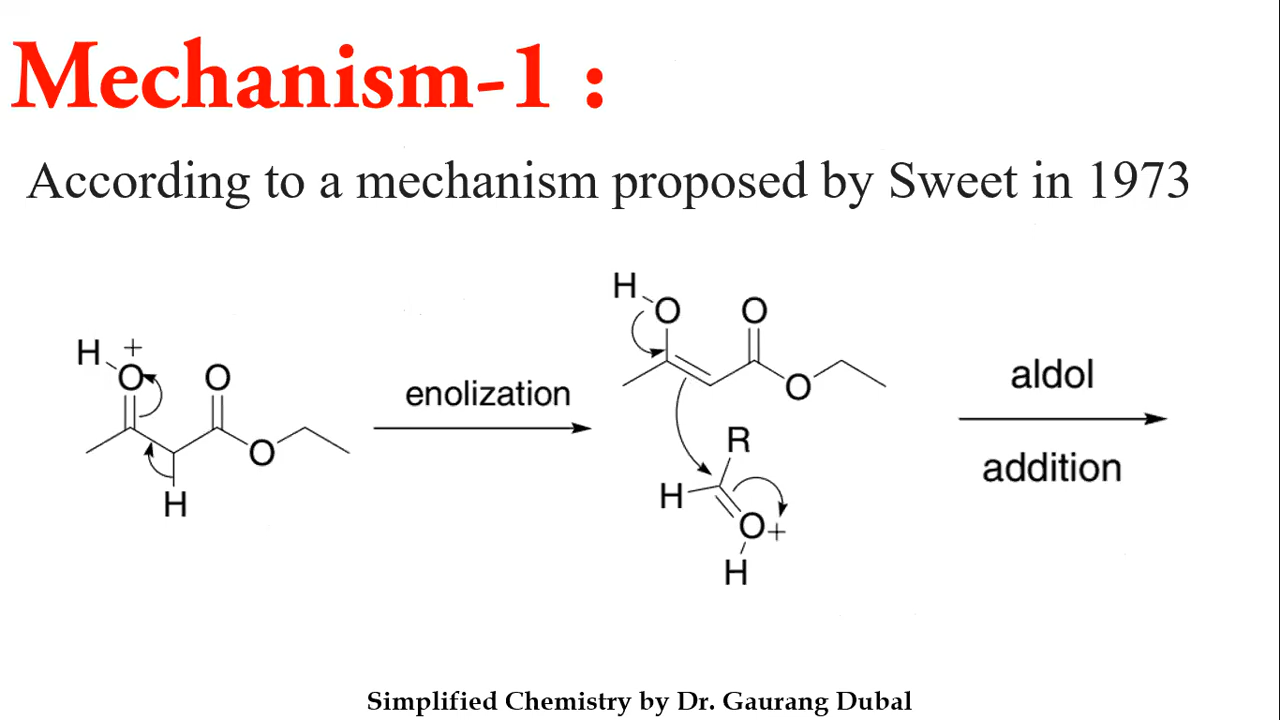 Mechanism-1 :
According to a mechanism proposed by Sweet in 1973
H +
O O
O
H
enolization
H
O O
O
R
H
O+
H
aldol
addition
Simplified Chemistry by Dr. Gaurang Dubal